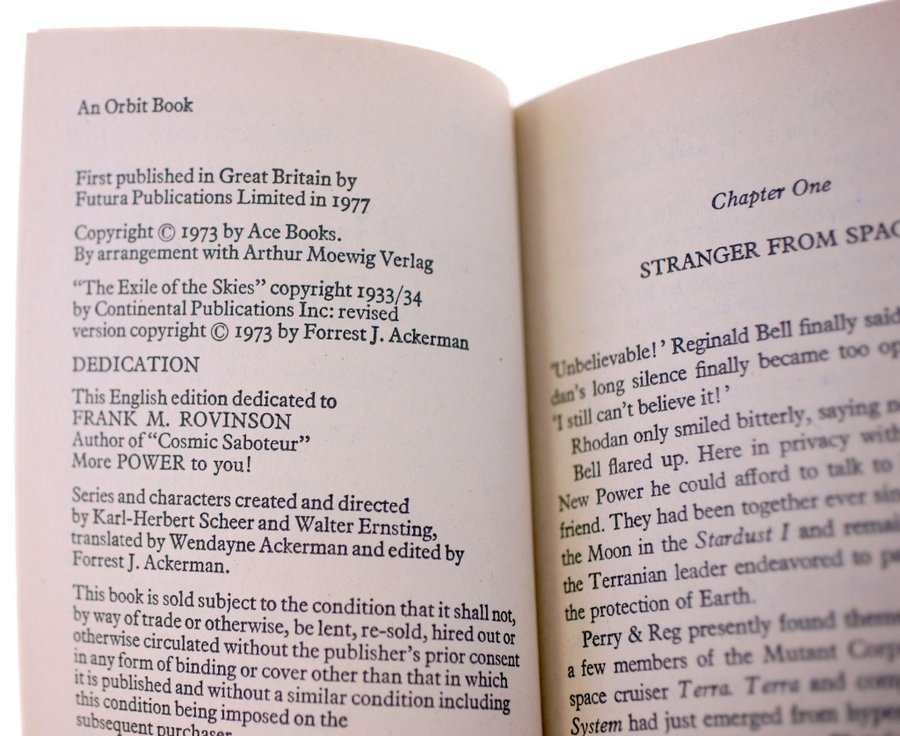 An Orbit Book
First published in Great Britain by
Futura Publications Limited in 1977
Copyright © 1973 by Ace Books.
By arrangement with Arthur Moewig Verlag
"The Exile of the Skies" copyright 1933/34
by Continental Publications Inc: revised
version copyright © 1973 by Forrest J. Ackerman
DEDICATION
This English edition dedicated to
FRANK M. ROVINSON
Author of "Cosmic Saboteur"
More POWER to you!
Series and characters created and directed
by Karl-Herbert Scheer and Walter Ernsting,
translated by Wendayne Ackerman and edited by
Forrest J. Ackerman.
This book is sold subject to the condition that it shall not,
by way of trade or otherwise, be lent, re-sold, hired out or
otherwise circulated without the publisher's prior consent
in any form of binding or cover other than that in which
it is published and without a similar condition including
this condition being imposed on the
subsequent purchaser
Chapter One
STRANGER FROM SPAC
'Unbelievable!' Reginald Bell finally said
dan's long silence finally became too op
'I still can't believe it!'
Rhodan only smiled bitterly, saying n
Bell flared up. Here in privacy with
New Power he could afford to talk to
friend. They had been together ever sin
the Moon in the Stardust I and remai
the Terranian leader endeavored to p
the protection of Earth.
Perry & Reg presently found them
a few members of the Mutant Corp
space cruiser Terra. Terra and com
System had just emerged from hyper